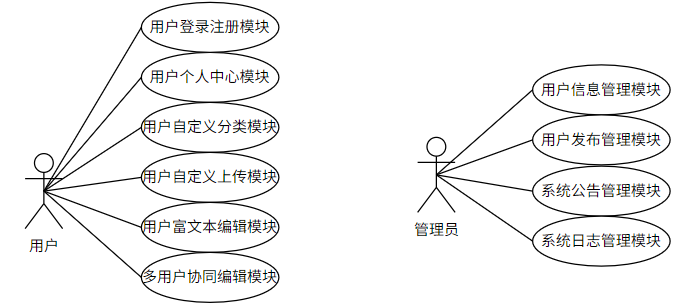 用户登录注册模块
用户个人中心模块
用户自定义分类模块
用户自定义上传模块
用户富文本编辑模块
多用户协同编辑模块
用户
用户信息管理模块
用户发布管理模块
系统公告管理模块
系统日志管理模块
管理员